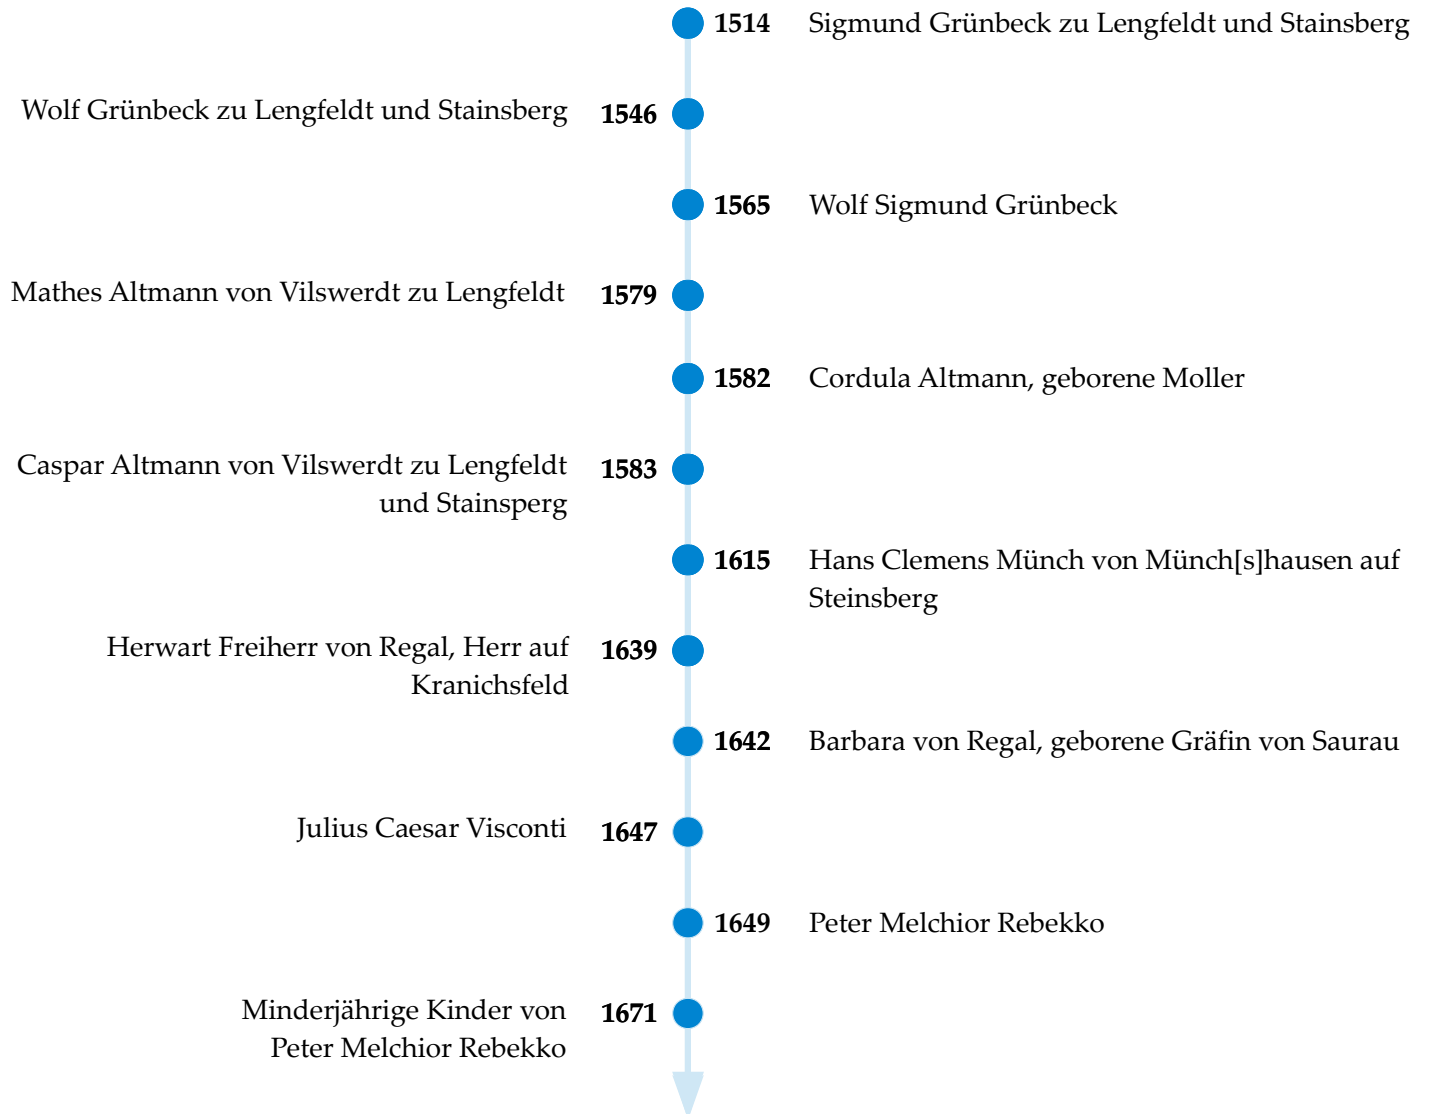 1514 Sigmund Grünbeck zu Lengfeldt und Stainsberg
Wolf Grünbeck zu Lengfeldt und Stainsberg 1546
1565 Wolf Sigmund Grünbeck
Mathes Altmann von Vilswerdt zu Lengfeldt 1579
1582 Cordula Altmann, geborene Moller
Caspar Altmann von Vilswerdt zu Lengfeldt 1583
und Stainsperg
1615 Hans Clemens Münch von Münch[s]hausen auf
Steinsberg
Herwart Freiherr von Regal, Herr auf 1639
Kranichsfeld
1642 Barbara von Regal, geborene Gräfin von Saurau
Julius Caesar Visconti 1647
1649 Peter Melchior Rebekko
Minderjährige Kinder von 1671
Peter Melchior Rebekko